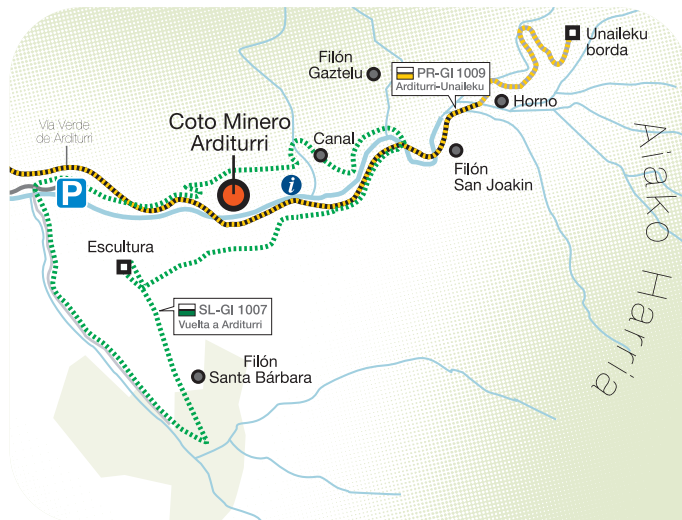 Unaileku
borda
Filón
Gaztelu
PR-GI 1009
Arditurri-Unaileku
Horno
Via Verde
de Arditurri
Coto Minero
Arditurri
Canal
Filón
San Joakin
Aiako Harria
P
i
Escultura
SL-GI 1007
Vuelta a Arditurri
Filón
Santa Bárbara